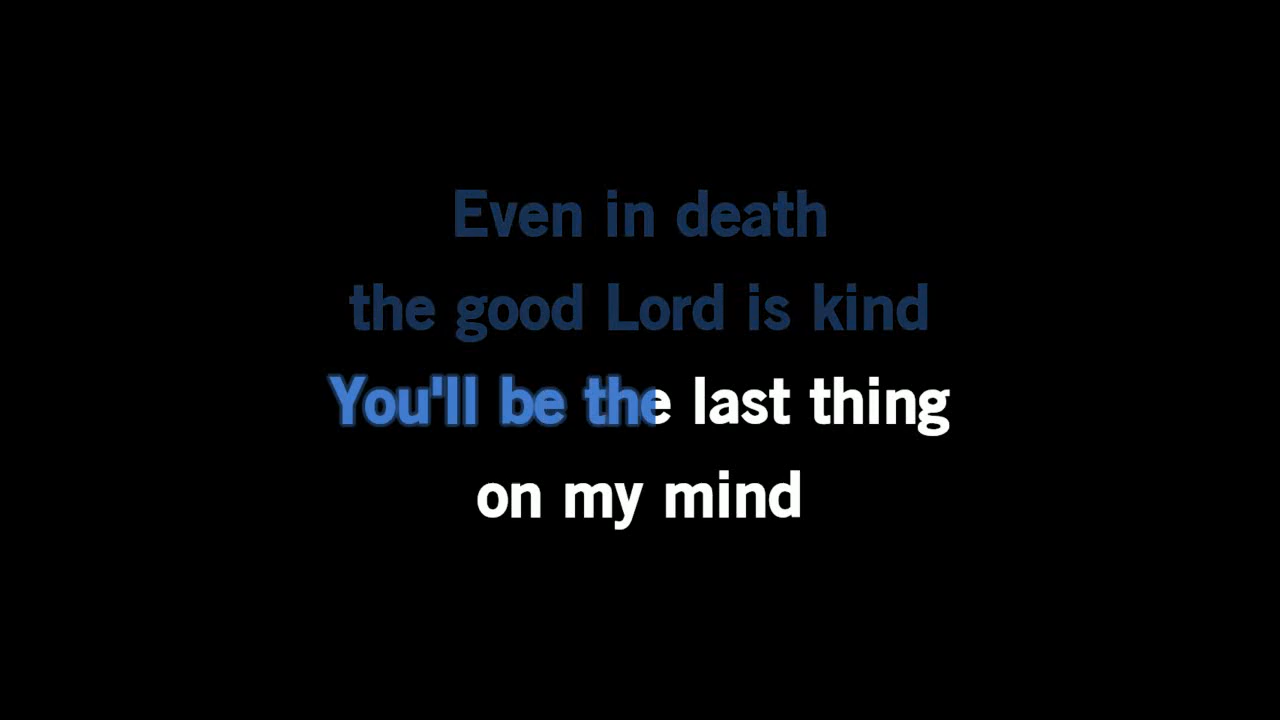 Even in death
the good Lord is kind
You'll be the last thing
on my mind